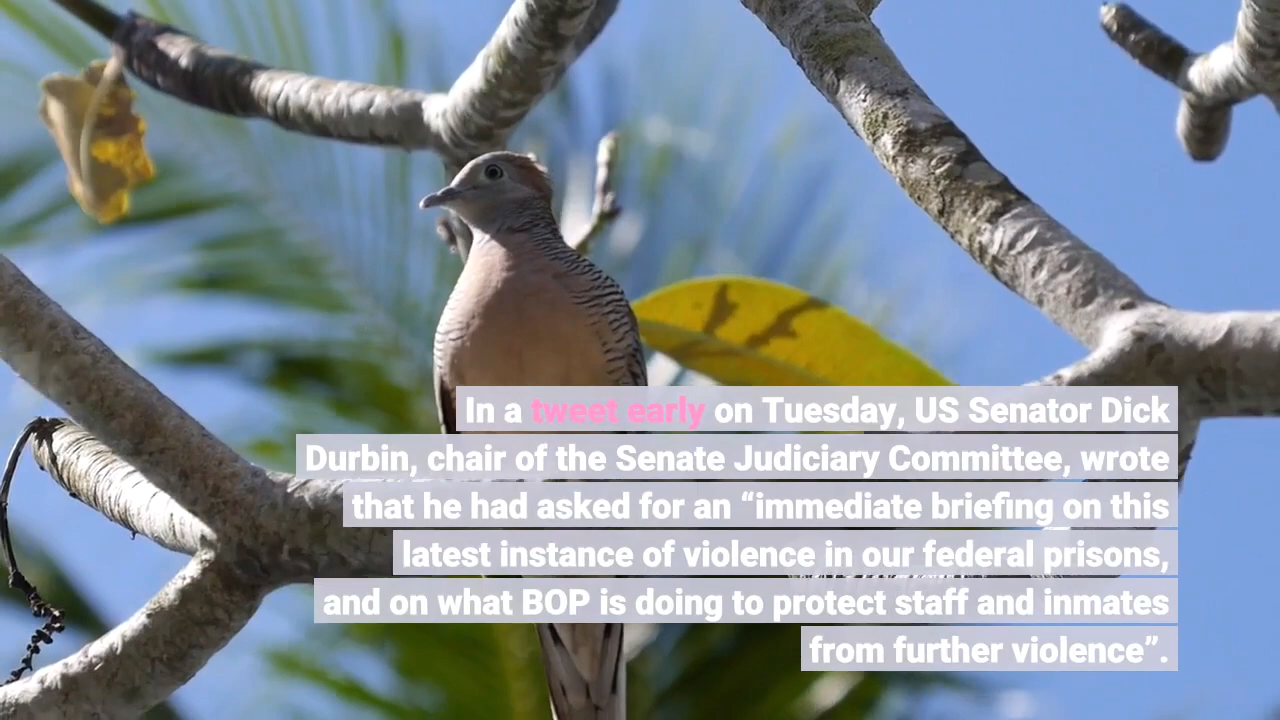 In a tweet early on Tuesday, US Senator Dick
Durbin, chair of the Senate Judiciary Committee, wrote
that he had asked for an “immediate briefing on this
latest instance of violence in our federal prisons,
and on what BOP is doing to protect staff and inmates
from further violence”.